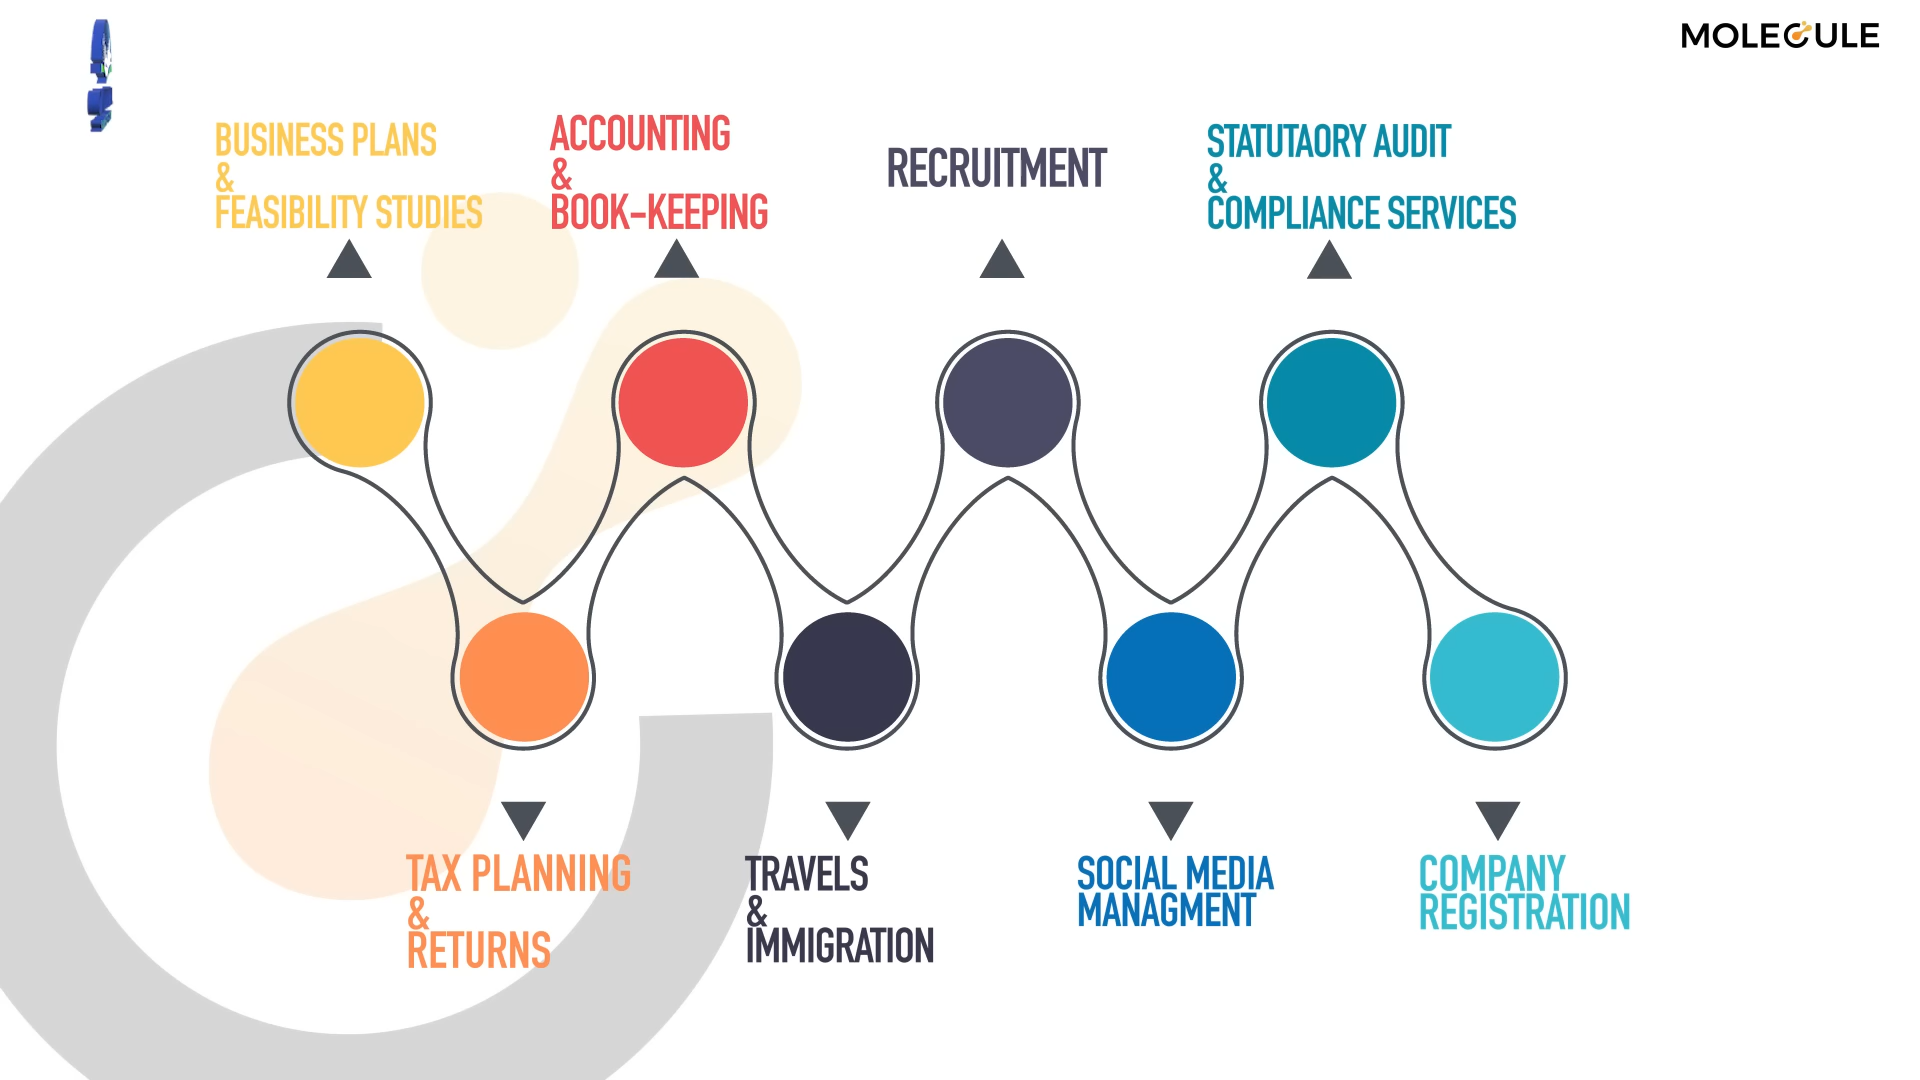 MOLECULE
BUSINESS PLANS
&
FEASIBILITY STUDIES
ACCOUNTING
&
BOOK-KEEPING
RECRUITMENT
STATUTAORY AUDIT
&
COMPLIANCE SERVICES
TAX PLANNING
&
RETURNS
TRAVELS
&
IMMIGRATION
SOCIAL MEDIA
MANAGMENT
COMPANY
REGISTRATION